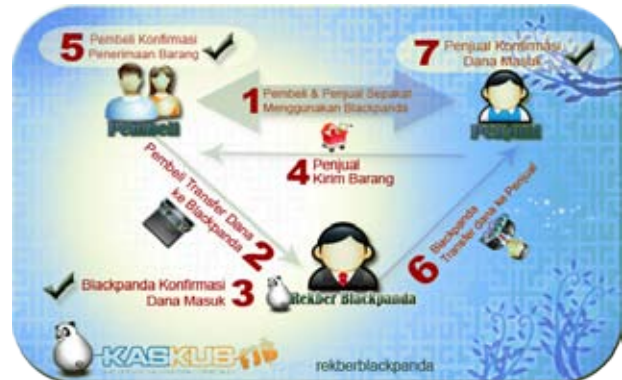 5 Pembeli Konfirmasi
Penerimaan Barang
7 Penjual Konfirmasi
Dana Masuk
1 Pembeli & Penjual Sepakat
Menggunakan Blackpanda
Pembeli
Penjual
4 Penjual
Kirim Barang
Pembeli Transfer Dana
ke Blackpanda 2
6 Blackpanda
Transfer dana ke Penjual
Blackpanda Konfirmasi
Dana Masuk 3
Rekber Blackpanda
KASKUS
rekberblackpanda